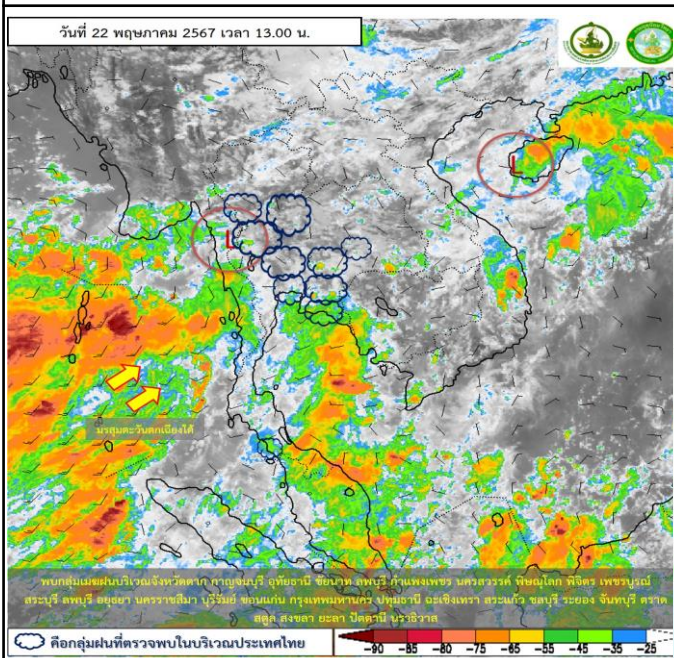 วันที่ 22 พฤษภาคม 2567 เวลา 13.00 น.
L
L
มรสุมตะวันตกเฉียงใต้
พบกลุ่มเมฆฝนบริเวณจังหวัดตาก กาญจนบุรี อุทัยธานี ชัยนาท ลพบุรี กำแพงเพชร นครสวรรค์ พิษณุโลก พิจิตร เพชรบูรณ์
สระบุรี ลพบุรี อยุธยา นครราชสีมา บุรีรัมย์ ขอนแก่น กรุงเทพมหานคร ปทุมธานี ฉะเชิงเทรา สระแก้ว ชลบุรี ระยอง จันทบุรี ตราด
สตูล สงขลา ยะลา ปัตตานี นราธิวาส
คือกลุ่มฝนที่ตรวจพบในบริเวณประเทศไทย
-90 -85 -80 -75 -65 -55 -45 -35 -25